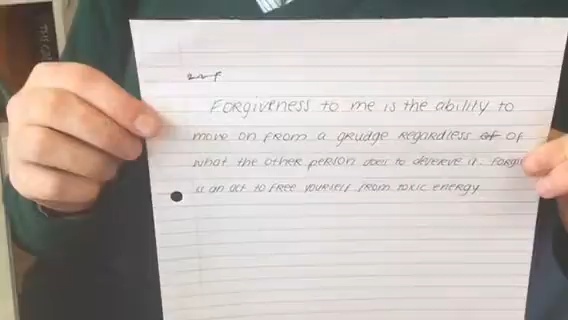 Forgiveness to me is the ability to
move on from a grudge regardless of of
what the other person does to deserve it. Forgi
is an act to free yourself from toxic energy